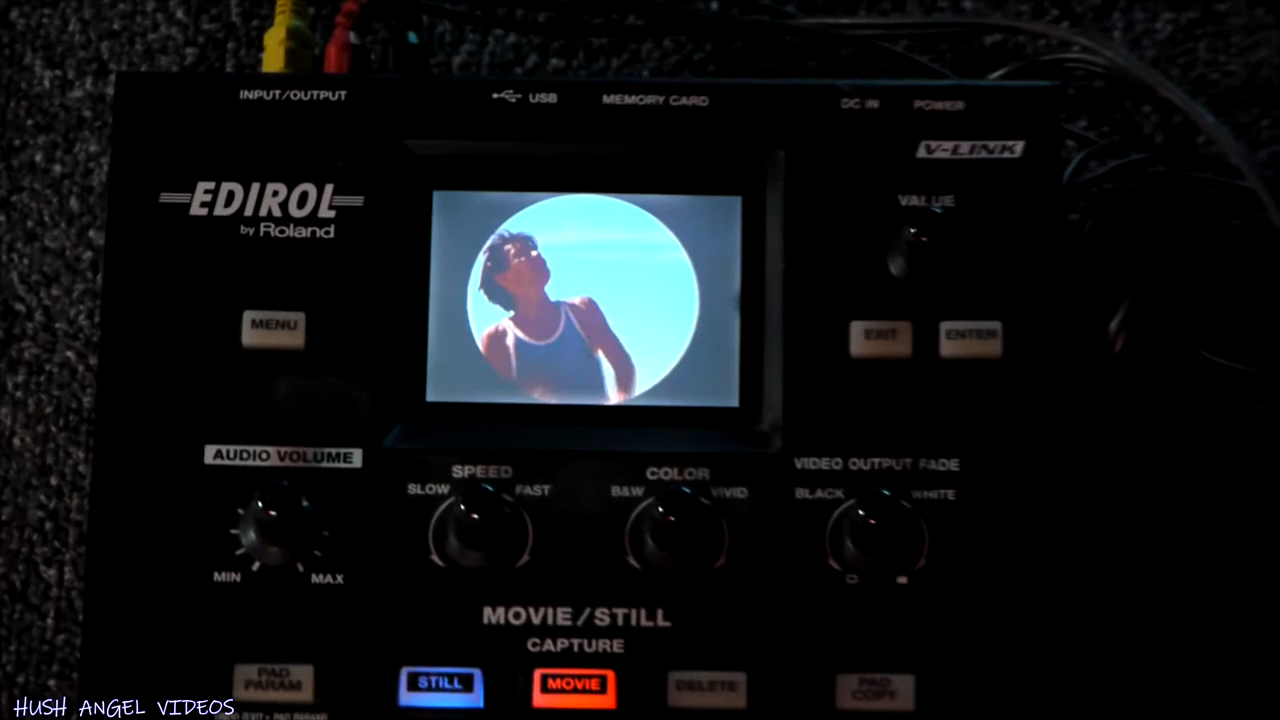 INPUT/OUTPUT USB MEMORY CARD DC IN POWER
V-LINK
EDIROL
by Roland
VALUE
MENU
EXIT ENTER
AUDIO VOLUME
SPEED
SLOW FAST
COLOR
B&W VIVID
VIDEO OUTPUT FADE
BLACK WHITE
MIN MAX
MOVIE/STILL
CAPTURE
PAD
PARAM
STILL
MOVIE
DELETE
PAD
COPY
HUSH ANGEL VIDEOS